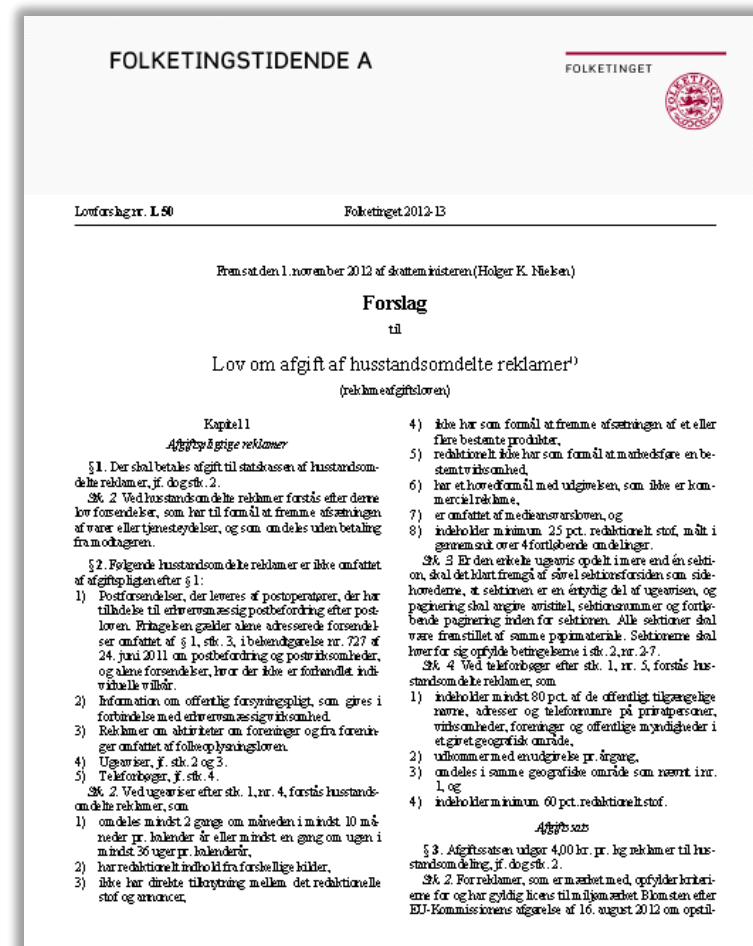 FOLKETINGSTIDENDE A
FOLKETINGET
FOLKETINGET
Lovforslag nr. L 50
Folketinget 2012-13
Fremsat den 1. november 2012 af skatteministeren (Holger K. Nielsen)
Forslag
til
Lov om afgift af husstandsomdelte reklamer¹⁾
(reklameafgiftsloven)
Kapitel 1
Afgiftspligtige reklamer
§ 1. Der skal betales afgift til statskassen af husstandsom-
delte reklamer, jf. dog stk. 2.
Stk. 2. Ved husstandsomdelte reklamer forstås efter denne
lov forsendelser, som har til formål at fremme afsætningen
af varer eller tjenesteydelser, og som omdeles uden betaling
fra modtageren.
§ 2. Følgende husstandsomdelte reklamer er ikke omfattet
af afgiftspligten efter § 1:
1) Postforsendelser, der leveres af postoperatører, der har
tilladelse til erhvervsmæssig postbefordring efter post-
loven. Fritagelsen gælder alene adresserede forsendel-
ser omfattet af § 1, stk. 3, i bekendtgørelse nr. 727 af
24. juni 2011 om postbefordring og postvirksomheder,
og alene forsendelser, hvor der ikke er forhandlet indi-
viduelle vilkår.
2) Information om offentlig forsyningspligt, som gives i
forbindelse med erhvervsmæssig virksomhed.
3) Reklamer om aktiviteter om foreninger og fra forenin-
ger omfattet af folkeoplysningsloven.
4) Ugeaviser, jf. stk. 2 og 3.
5) Telefonbøger, jf. stk. 4.
Stk. 2. Ved ugeaviser efter stk. 1, nr. 4, forstås husstands-
omdelte reklamer, som
1) omdeles mindst 2 gange om måneden i mindst 10 må-
neder pr. kalender år eller mindst en gang om ugen i
mindst 36 uger pr. kalenderår,
2) har redaktionelt indhold fra forskellige kilder,
3) ikke har direkte tilknytning mellem det redaktionelle
stof og annoncer,
4) ikke har som formål at fremme afsætningen af et eller
flere bestemte produkter,
5) redaktionelt ikke har som formål at markedsføre en be-
stemt virksomhed,
6) har et hovedformål med udgivelsen, som ikke er kom-
merciel reklame,
7) er omfattet af medieansvarsloven, og
8) indeholder minimum 25 pct. redaktionelt stof, målt i
gennemsnit over 4 fortløbende omdelinger.
Stk. 3. Er den enkelte ugeavis opdelt i mere end én sekti-
on, skal det klart fremgå af såvel sektionsforsiden som side-
hovederne, at sektionen er en éntydig del af ugeavisen, og
paginering skal angive avistitel, sektionsnummer og fortlø-
bende paginering inden for sektionen. Alle sektioner skal
være fremstillet af samme papirmateriale. Sektionerne skal
hver for sig opfylde betingelserne i stk. 2, nr. 2-7.
Stk. 4. Ved telefonbøger efter stk. 1, nr. 5, forstås hus-
standsomdelte reklamer, som
1) indeholder mindst 80 pct. af de offentligt tilgængelige
navne, adresser og telefonnumre på privatpersoner,
virksomheder, foreninger og offentlige myndigheder i
et givet geografisk område,
2) udkommer med en udgivelse pr. årgang,
3) omdeles i samme geografiske område som nævnt i nr.
1, og
4) indeholder minimum 60 pct. redaktionelt stof.
Afgiftssats
§ 3. Afgiftssatsen udgør 4,00 kr. pr. kg reklamer til hus-
standsomdeling, jf. dog stk. 2.
Stk. 2. For reklamer, som er mærket med, opfylder kriteri-
erne for og har gyldig licens til miljømærket Blomsten efter
EU-Kommissionens afgørelse af 16. august 2012 om opstil-